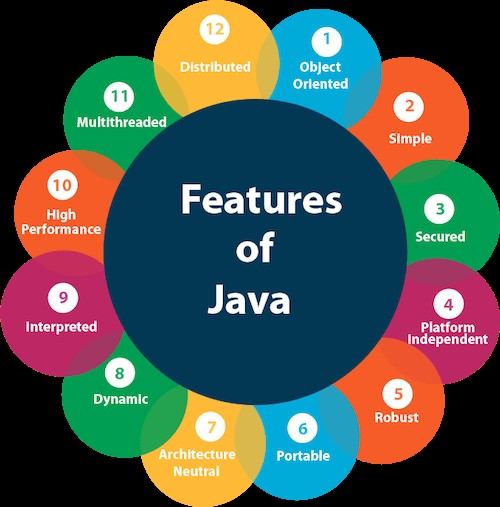 Features
of
Java
1
Object
Oriented
2
Simple
3
Secured
4
Platform
Independent
5
Robust
6
Portable
7
Architecture
Neutral
8
Dynamic
9
Interpreted
10
High
Performance
11
Multithreaded
12
Distributed